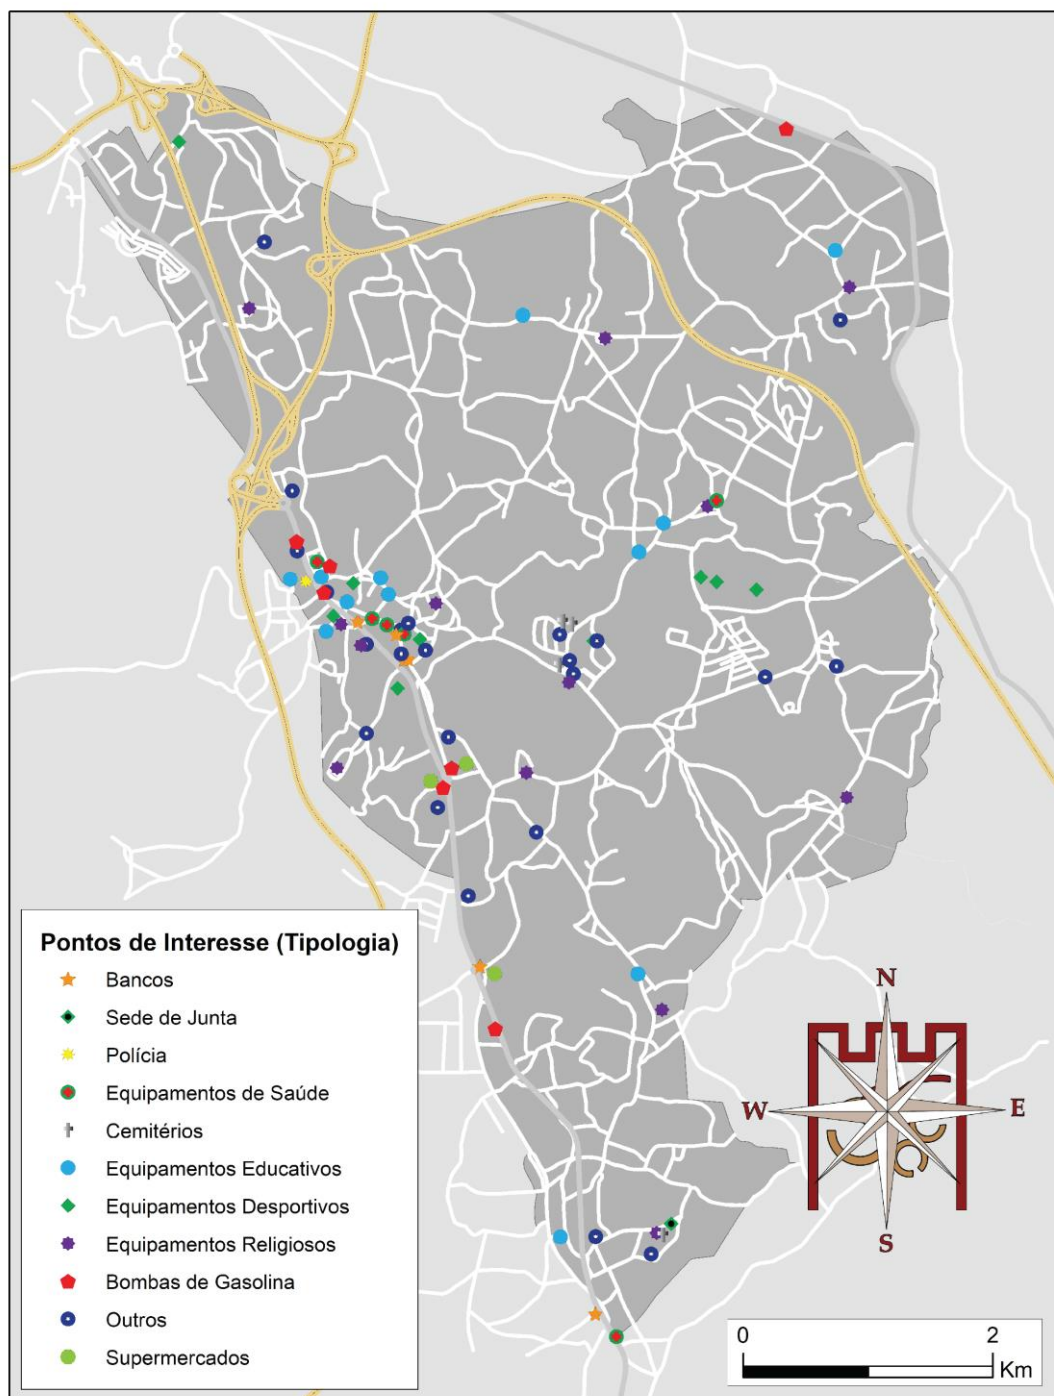 Pontos de Interesse (Tipologia)
Bancos
Sede de Junta
Polícia
Equipamentos de Saúde
Cemitérios
Equipamentos Educativos
Equipamentos Desportivos
Equipamentos Religiosos
Bombas de Gasolina
Outros
Supermercados
N
W
E
S
0
2
Km